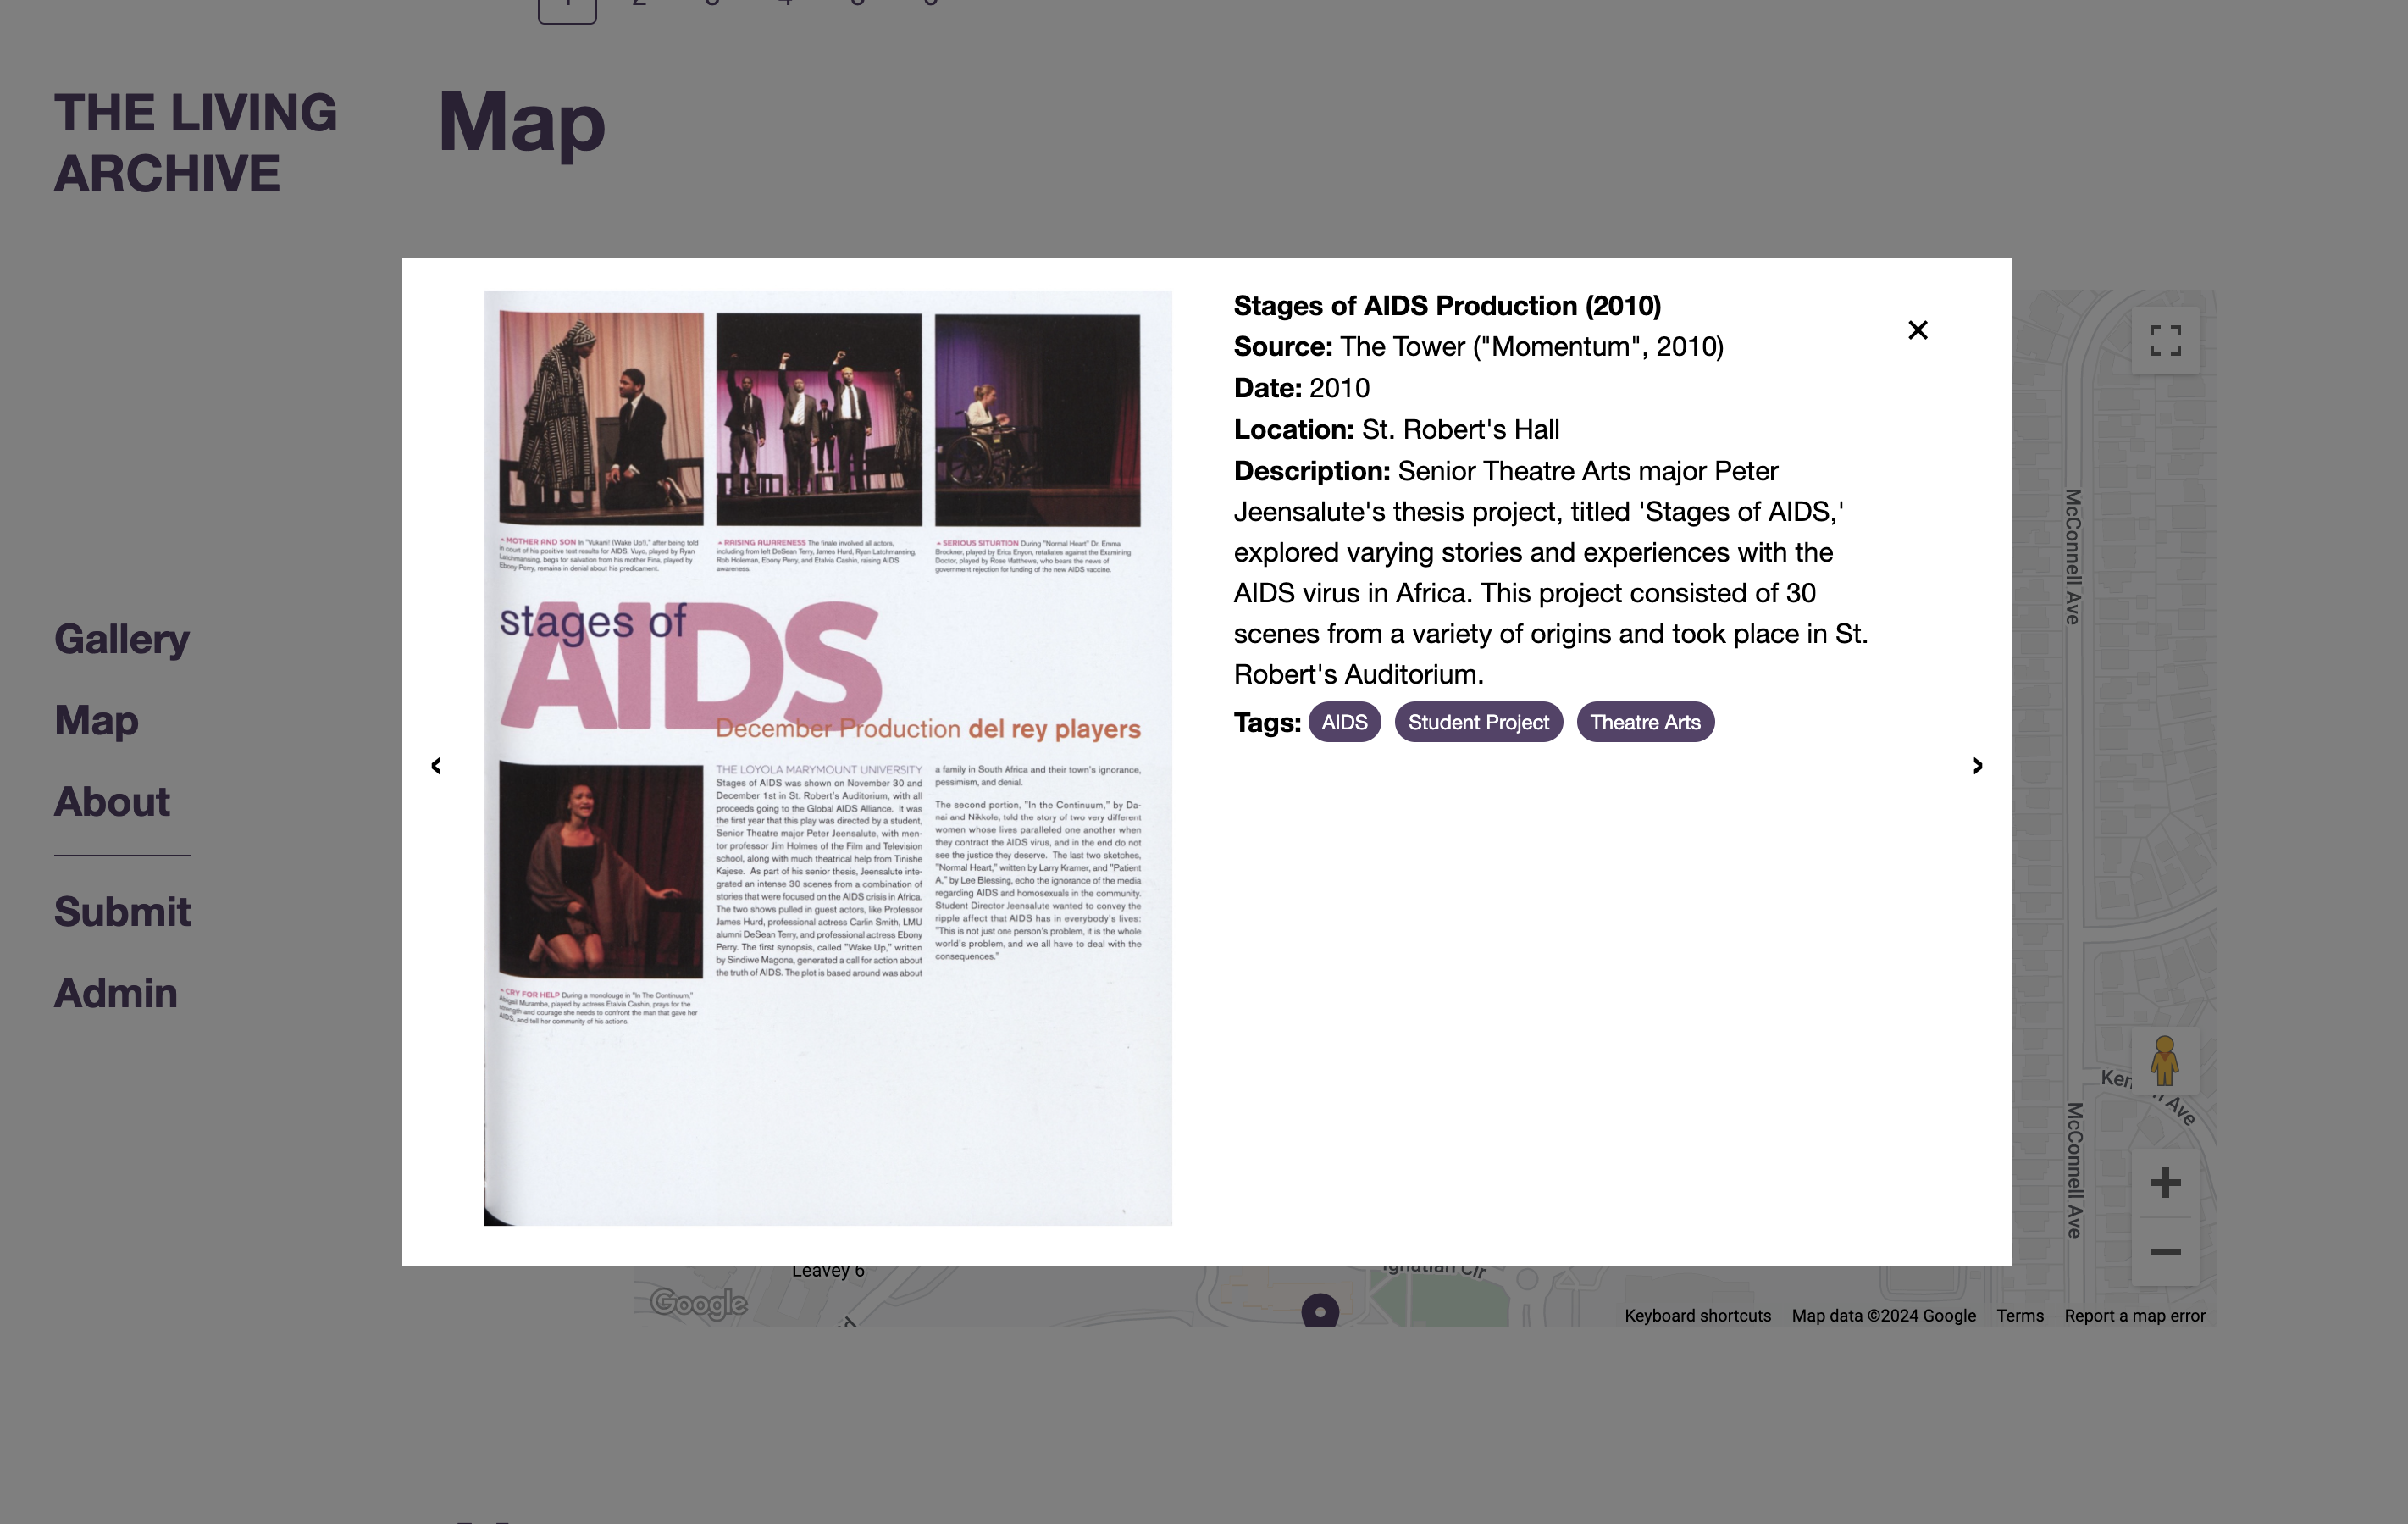 THE LIVING
ARCHIVE
Map
Gallery
Map
About
Submit
Admin
MOTHER AND SON In "Vukani! (Wake Up!)," after being told
in court of his positive test results for AIDS, Vuyo, played by Ryan
Latchmansing, begs for salvation from his mother Fina, played by
Ebony Perry, remains in denial about his predicament.
RAISING AWARENESS The finale involved all actors,
including from left DeSean Terry, James Hurd, Ryan Latchmansing,
Rob Holeman, Ebony Perry, and Etalvia Cashin, raising AIDS
awareness.
SERIOUS SITUATION During "Normal Heart" Dr. Emma
Brockner, played by Erica Enyon, retaliates against the Examining
Doctor, played by Rose Matthews, who bears the news of
government rejection for funding of the new AIDS vaccine.
stages of
AIDS
December Production del rey players
THE LOYOLA MARYMOUNT UNIVERSITY
Stages of AIDS was shown on November 30 and
December 1st in St. Robert's Auditorium, with all
proceeds going to the Global AIDS Alliance. It was
the first year that this play was directed by a student,
Senior Theatre major Peter Jeensalute, with men-
tor professor Jim Holmes of the Film and Television
school, along with much theatrical help from Tinishe
Kajese. As part of his senior thesis, Jeensalute inte-
grated an intense 30 scenes from a combination of
stories that were focused on the AIDS crisis in Africa.
The two shows pulled in guest actors, like Professor
James Hurd, professional actress Carlin Smith, LMU
alumni DeSean Terry, and professional actress Ebony
Perry. The first synopsis, called "Wake Up," written
by Sindiwe Magona, generated a call for action about
the truth of AIDS. The plot is based around was about
a family in South Africa and their town's ignorance,
pessimism, and denial.
The second portion, "In the Continuum," by Da-
nai and Nikkole, told the story of two very different
women whose lives paralleled one another when
they contract the AIDS virus, and in the end do not
see the justice they deserve. The last two sketches,
"Normal Heart," written by Larry Kramer, and "Patient
A," by Lee Blessing, echo the ignorance of the media
regarding AIDS and homosexuals in the community.
Student Director Jeensalute wanted to convey the
ripple affect that AIDS has in everybody's lives:
"This is not just one person's problem, it is the whole
world's problem, and we all have to deal with the
consequences."
CRY FOR HELP During a monolouge in "In The Continuum,"
Abigail Murambe, played by actress Etalvia Cashin, prays for the
strength and courage she needs to confront the man that gave her
AIDS, and tell her community of his actions.
Stages of AIDS Production (2010)
Source: The Tower ("Momentum", 2010)
Date: 2010
Location: St. Robert's Hall
Description: Senior Theatre Arts major Peter
Jeensalute's thesis project, titled 'Stages of AIDS,'
explored varying stories and experiences with the
AIDS virus in Africa. This project consisted of 30
scenes from a variety of origins and took place in St.
Robert's Auditorium.
Tags: AIDS Student Project Theatre Arts
McConnell Ave
McConnell Ave
Ave
Leavey 6
Ignatian Cir
Google
Keyboard shortcuts Map data ©2024 Google Terms Report a map error